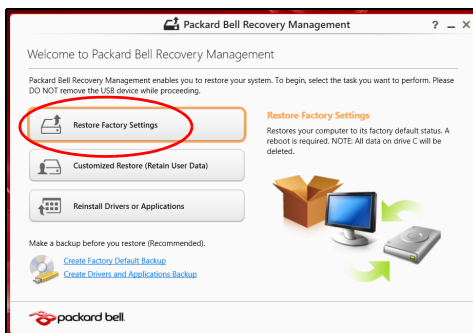 Packard Bell Recovery Management
? _ X
Welcome to Packard Bell Recovery Management
Packard Bell Recovery Management enables you to restore your system. To begin, select the task you want to perform. Please
DO NOT remove the USB device while proceeding.
Restore Factory Settings
Customized Restore (Retain User Data)
Reinstall Drivers or Applications
Restore Factory Settings
Restores your computer to its factory default status. A
reboot is required. NOTE: All data on drive C will be
deleted.
Make a backup before you restore (Recommended).
Create Factory Default Backup
Create Drivers and Applications Backup
packard bell.